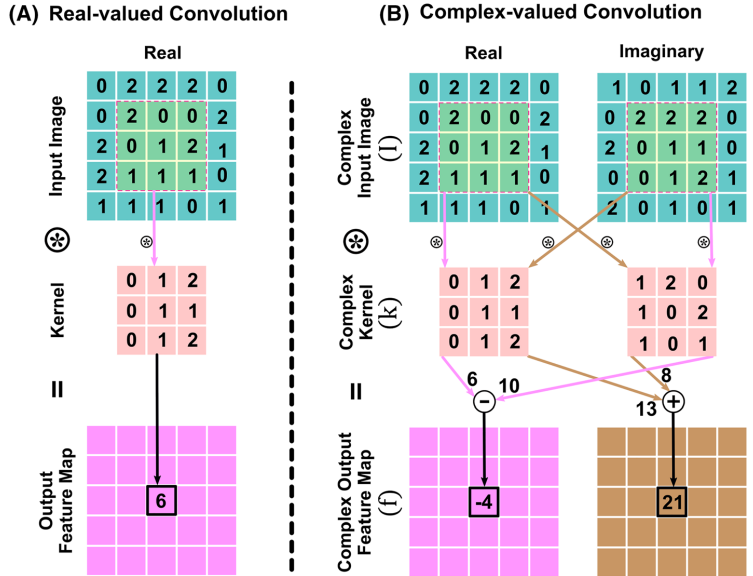 (A) Real-valued Convolution
Real
Input Image
0 2 2 2 0
0 2 0 0 2
2 0 1 2 1
2 1 1 1 0
1 1 1 0 1
⊛
⊛
Kernel
0 1 2
0 1 1
0 1 2
=
Output
Feature Map
6
(B) Complex-valued Convolution
Real
Imaginary
Complex
Input Image
(I)
0 2 2 2 0
0 2 0 0 2
2 0 1 2 1
2 1 1 1 0
1 1 1 0 1
1 0 1 1 2
0 2 2 2 0
2 0 1 1 0
0 0 1 2 1
2 0 1 0 1
⊛
⊛ ⊛ ⊛ ⊛
Complex
Kernel
(k)
0 1 2
0 1 1
0 1 2
1 2 0
1 0 2
1 0 1
=
6 10
−
8
13
+
Complex Output
Feature Map
(f)
-4
21